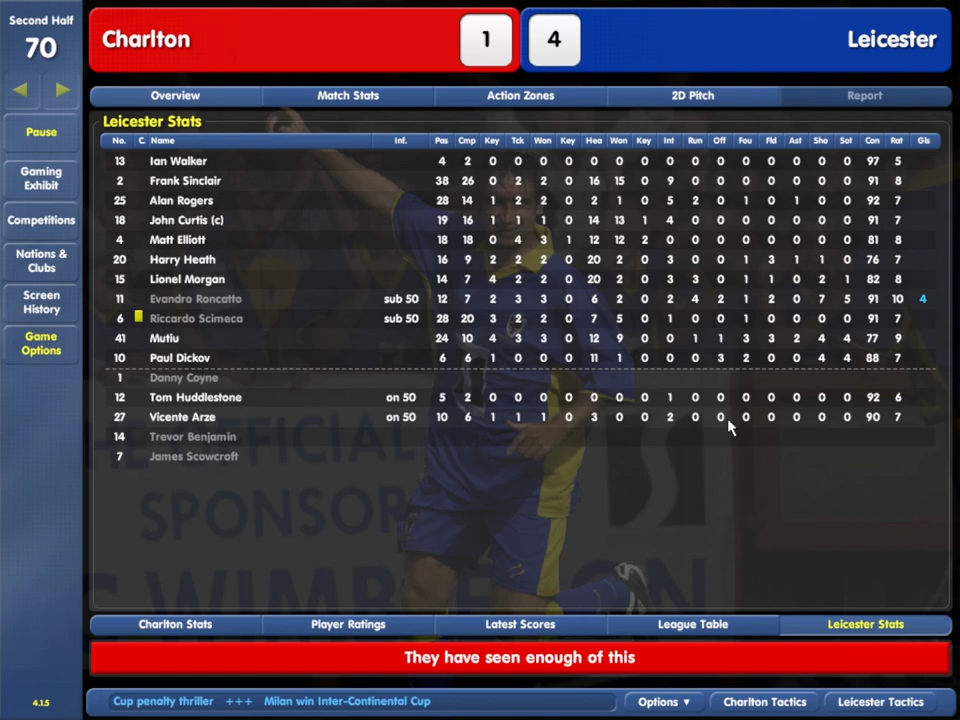 Second Half
70
Charlton 1 4 Leicester
Overview Match Stats Action Zones 2D Pitch Report
Pause
Gaming
Exhibit
Competitions
Nations &
Clubs
Screen
History
Game
Options
4.1.5
Leicester Stats
No. C. Name Inf. Pas Cmp Key Tck Won Key Hea Won Key Int Run Off Fou Fld Ast Sho Sot Con Rat Gls
13 Ian Walker 4 2 0 0 0 0 0 0 0 0 0 0 0 0 0 0 0 97 5
2 Frank Sinclair 38 26 0 2 2 0 16 15 0 9 0 0 0 0 0 0 0 91 8
25 Alan Rogers 28 14 1 2 2 0 2 1 0 5 2 0 1 0 1 0 0 92 7
18 John Curtis (c) 19 16 1 1 1 0 14 13 1 4 0 0 0 0 0 0 0 91 7
4 Matt Elliott 18 18 0 4 3 1 12 12 2 0 0 0 0 0 0 0 0 81 8
20 Harry Heath 16 9 2 2 2 0 20 2 0 3 0 0 1 3 1 1 0 76 7
15 Lionel Morgan 14 7 4 2 2 0 20 2 0 3 3 0 1 1 0 2 1 82 8
11 Evandro Roncatto sub 50 12 7 2 3 3 0 6 2 0 2 4 2 1 2 0 7 5 91 10 4
6 Riccardo Scimeca sub 50 28 20 3 2 2 0 7 5 0 1 0 0 1 0 0 0 0 91 7
41 Mutiu 24 10 4 3 3 0 12 9 0 0 1 1 3 3 2 4 4 77 9
10 Paul Dickov 6 6 1 0 0 0 11 1 0 0 0 3 2 0 0 4 4 88 7
1 Danny Coyne
12 Tom Huddlestone on 50 5 2 0 0 0 0 0 0 0 1 0 0 0 0 0 0 0 92 6
27 Vicente Arze on 50 10 6 1 1 1 0 3 0 0 2 0 0 0 0 0 0 0 90 7
14 Trevor Benjamin
7 James Scowcroft
THE OFFICIAL
SPONSOR
WIMBLEDON
Charlton Stats Player Ratings Latest Scores League Table Leicester Stats
They have seen enough of this
Cup penalty thriller +++ Milan win Inter-Continental Cup Options ▼ Charlton Tactics Leicester Tactics